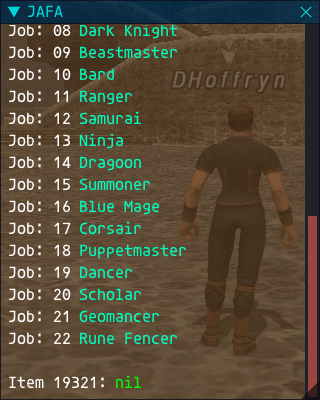 JAFA
Job: 08 Dark Knight
Job: 09 Beastmaster
DHoffryn
Job: 10 Bard
Job: 11 Ranger
Job: 12 Samurai
Job: 13 Ninja
Job: 14 Dragoon
Job: 15 Summoner
Job: 16 Blue Mage
Job: 17 Corsair
Job: 18 Puppetmaster
Job: 19 Dancer
Job: 20 Scholar
Job: 21 Geomancer
Job: 22 Rune Fencer
Item 19321: nil